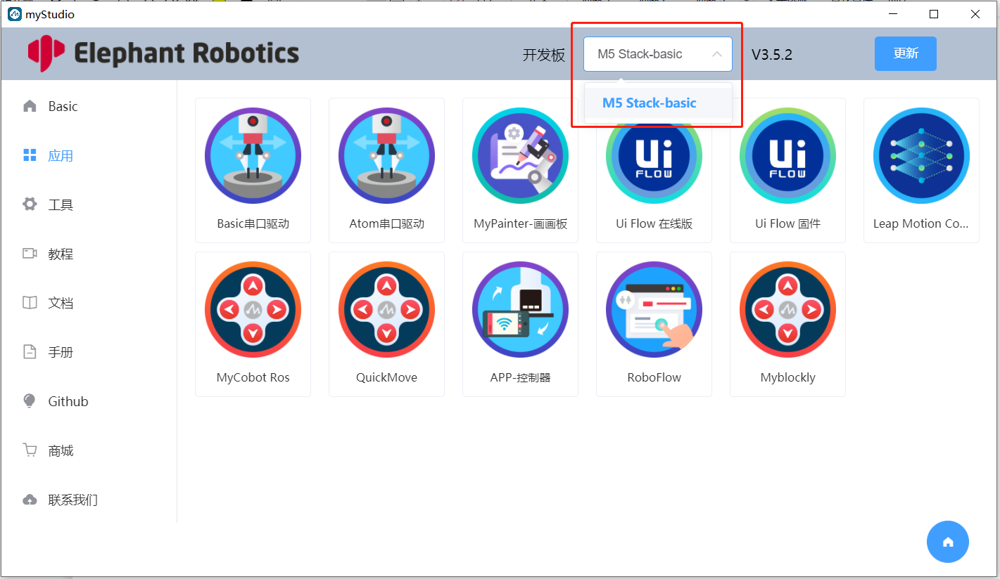 myStudio
Elephant Robotics
开发板
M5 Stack-basic
V3.5.2
更新
M5 Stack-basic
Basic
应用
工具
教程
文档
手册
Github
商城
联系我们
Ui FLOW
Ui FLOW
Basic串口驱动
Atom串口驱动
MyPainter-画画板
Ui Flow 在线版
Ui Flow 固件
Leap Motion Co...
MyCobot Ros
QuickMove
APP-控制器
RoboFlow
Myblockly